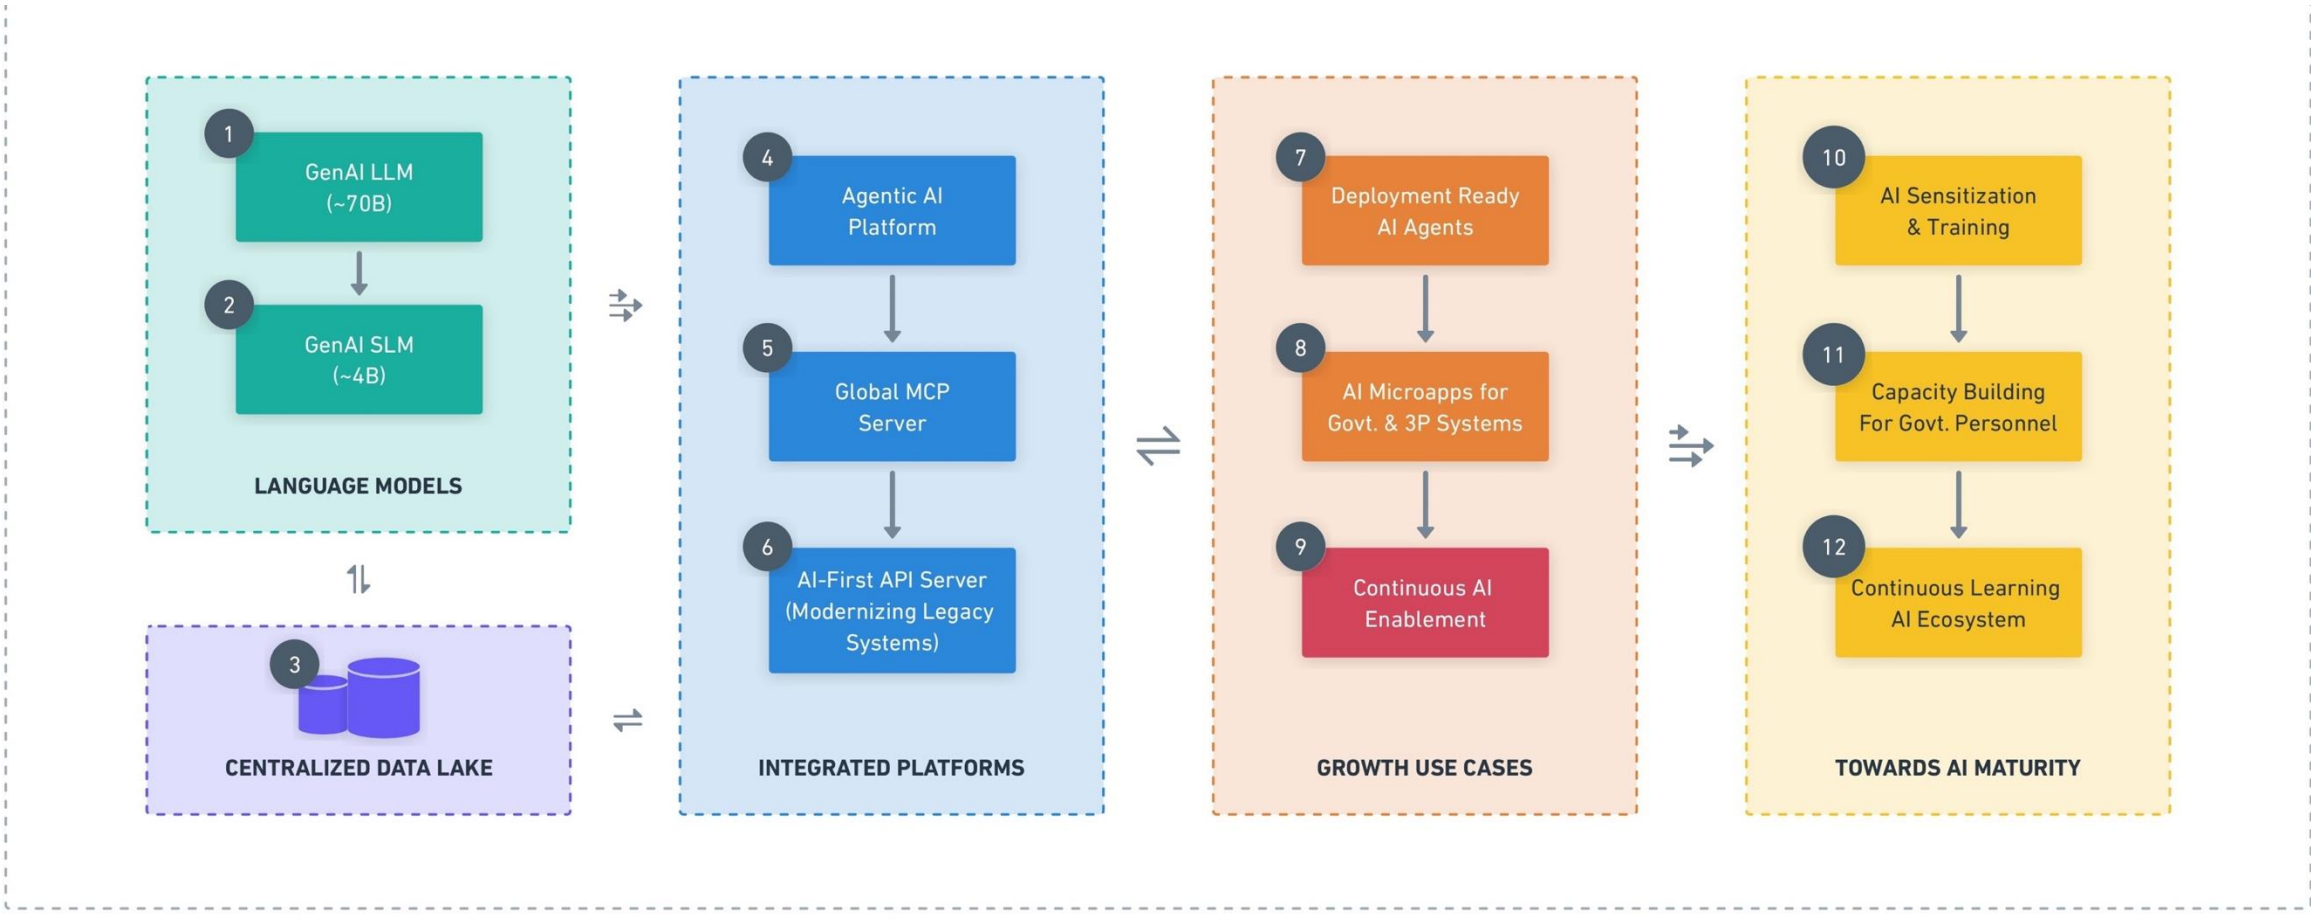 1
GenAI LLM
(~70B)
2
GenAI SLM
(~4B)
LANGUAGE MODELS
3
CENTRALIZED DATA LAKE
4
Agentic AI
Platform
5
Global MCP
Server
6
AI-First API Server
(Modernizing Legacy
Systems)
INTEGRATED PLATFORMS
7
Deployment Ready
AI Agents
8
AI Microapps for
Govt. & 3P Systems
9
Continuous AI
Enablement
GROWTH USE CASES
10
AI Sensitization
& Training
11
Capacity Building
For Govt. Personnel
12
Continuous Learning
AI Ecosystem
TOWARDS AI MATURITY